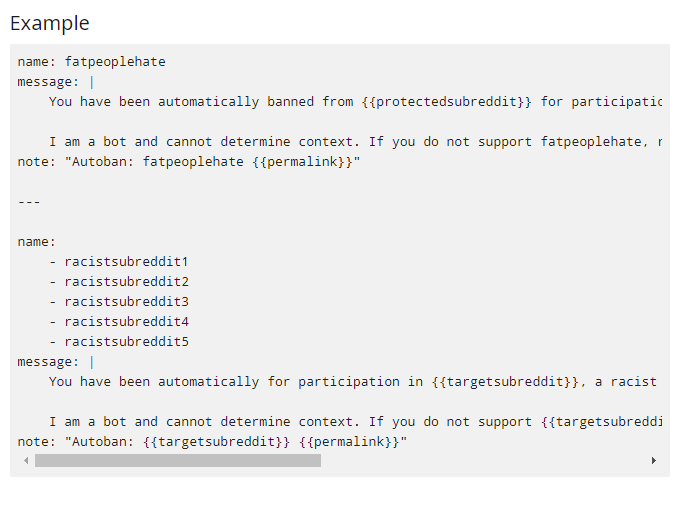 Example
name: fatpeoplehate
message: |
You have been automatically banned from {{protectedsubreddit}} for
I am a bot and cannot determine context. If you do not support fatpeoplehate,
note: "Autoban: fatpeoplehate {{permalink}}"
---
name:
- racistsubreddit1
- racistsubreddit2
- racistsubreddit3
- racistsubreddit4
- racistsubreddit5
message: |
You have been automatically for participation in {{targetsubreddit}}, a racist
I am a bot and cannot determine context. If you do not support
note: "Autoban: {{targetsubreddit}} {{permalink}}"